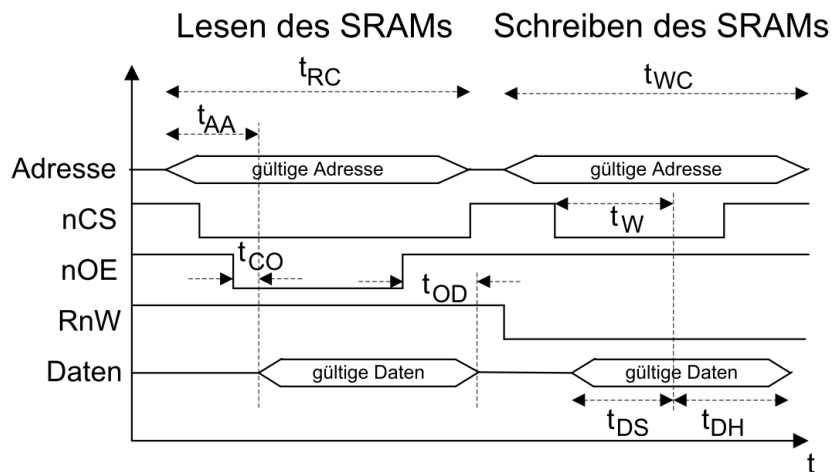 Lesen des SRAMs Schreiben des SRAMs
tRC tWC
tAA
Adresse gültige Adresse gültige Adresse
nCS tW
nOE tCO tOD
RnW
Daten gültige Daten gültige Daten
tDS tDH
t